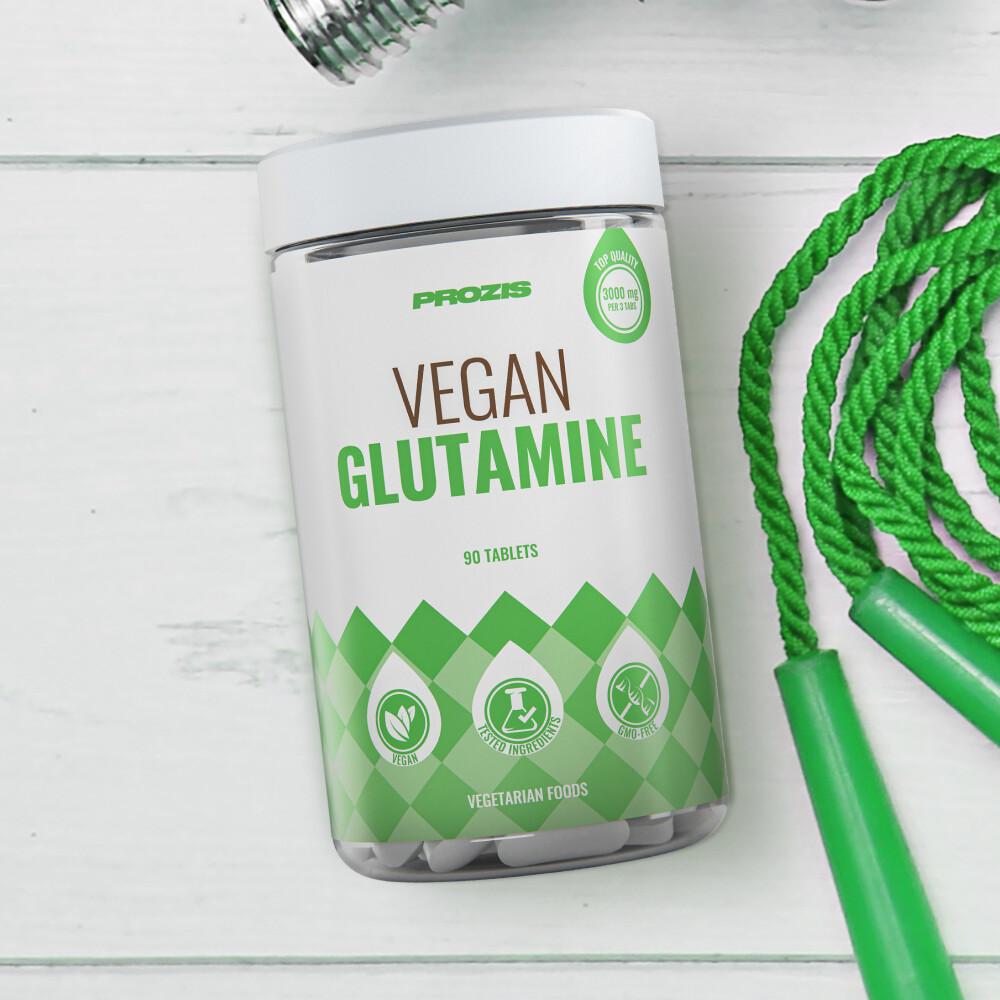 PROZIS
TOP QUALITY
3000 mg
PER 3 TABS
VEGAN
GLUTAMINE
90 TABLETS
VEGAN
TESTED INGREDIENTS
GMO-FREE
VEGETARIAN FOODS